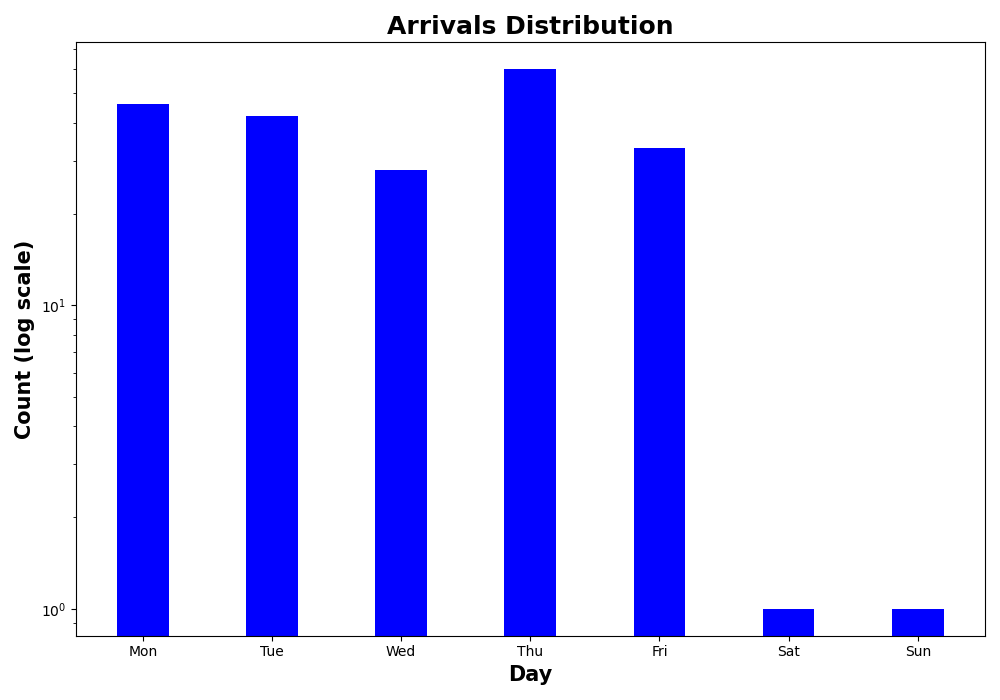 Arrivals Distribution
Count (log scale)
10¹
10⁰
Mon Tue Wed Thu Fri Sat Sun
Day